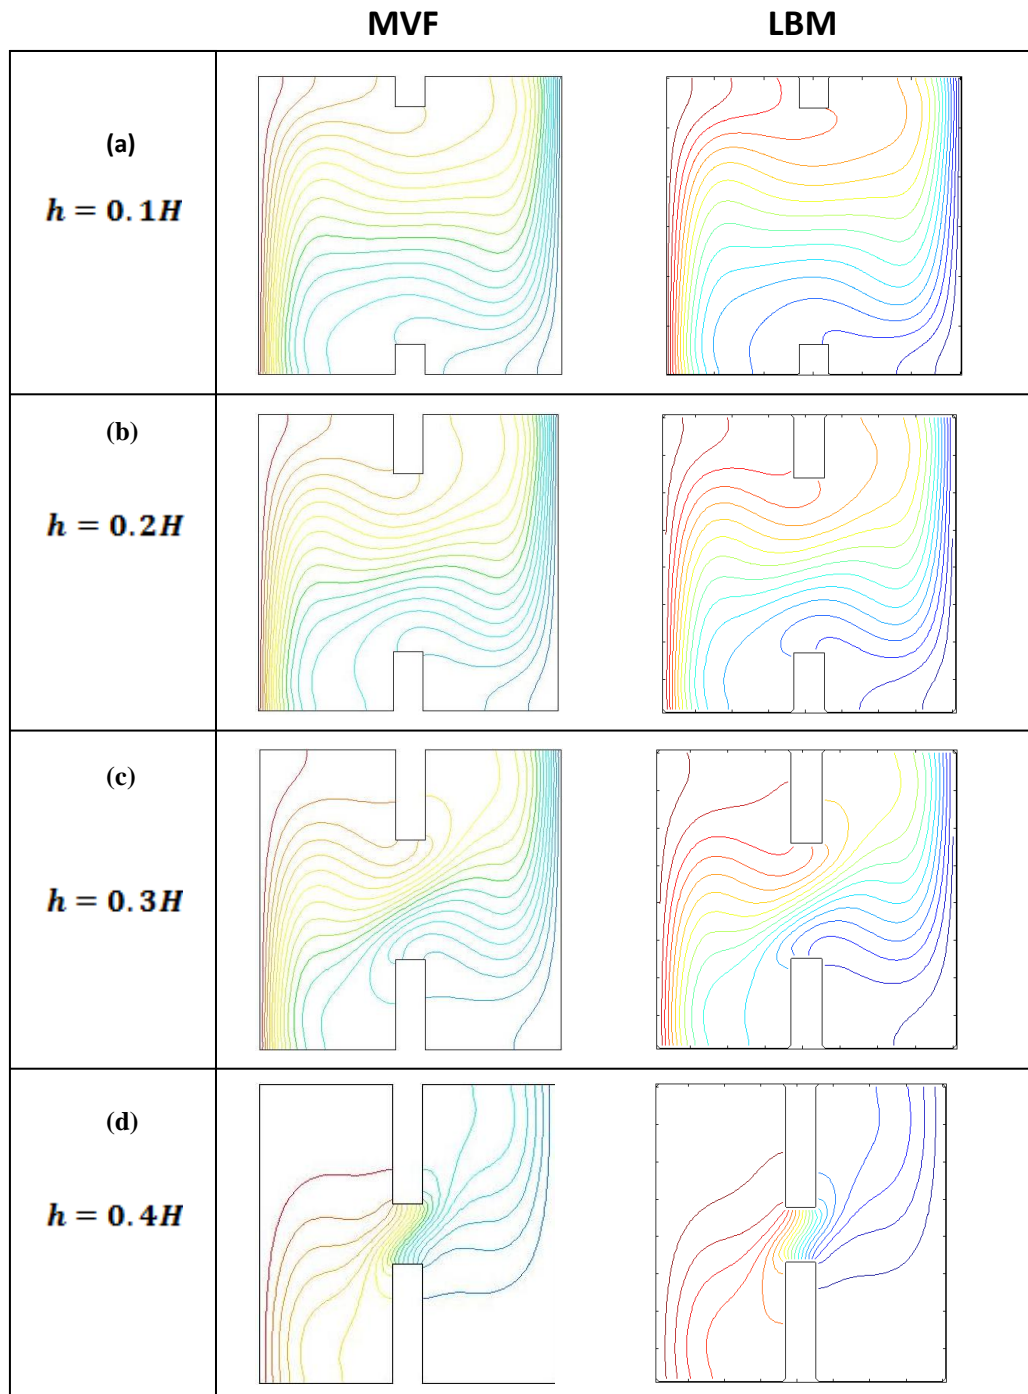 MVF LBM
(a)
h = 0.1H
(b)
h = 0.2H
(c)
h = 0.3H
(d)
h = 0.4H